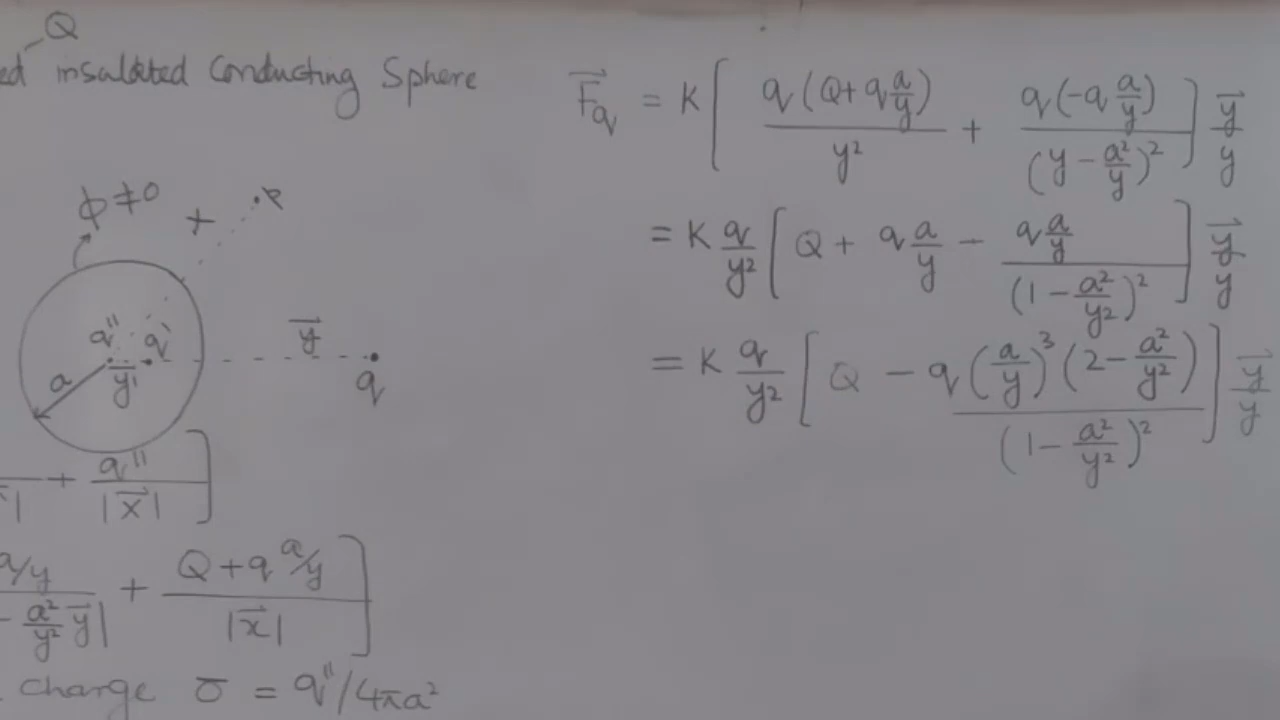 Q
ed insulated Conducting Sphere
ϕ ≠ 0
+
P
q'' q'
a y⃗'
y⃗
q
x⃗| + q''/|x⃗| ]
a/y / - a²/y² y⃗| + Q + q a/y / |x⃗| ]
charge σ = q''/4πa²
F⃗q = K [ q(Q + q a/y) / y² + q(-q a/y) / (y - a²/y)² ] y⃗/y
= K q/y² [ Q + q a/y - q a/y / (1 - a²/y²)² ] y⃗/y
= K q/y² [ Q - q (a/y)³ (2 - a²/y²) / (1 - a²/y²)² ] y⃗/y